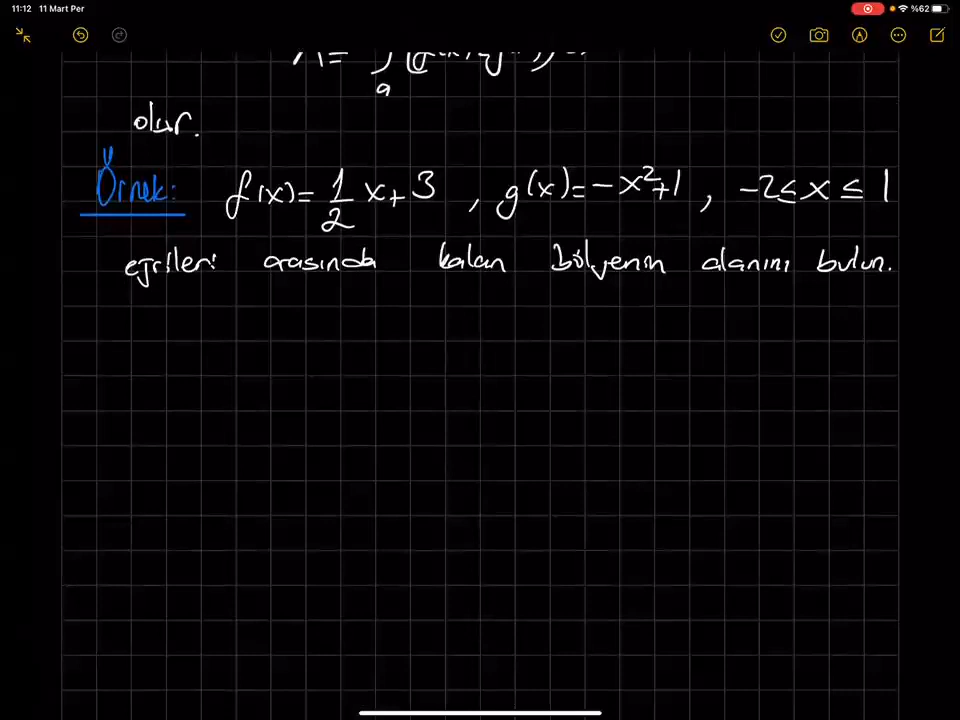 11:12 11 Mart Per %62
A =
a
olur.
Örnek: f(x)= 1/2 x+3 , g(x)=-x²+1 , -2≤x≤1
eğrileri arasında kalan bölgenin alanını bulun.